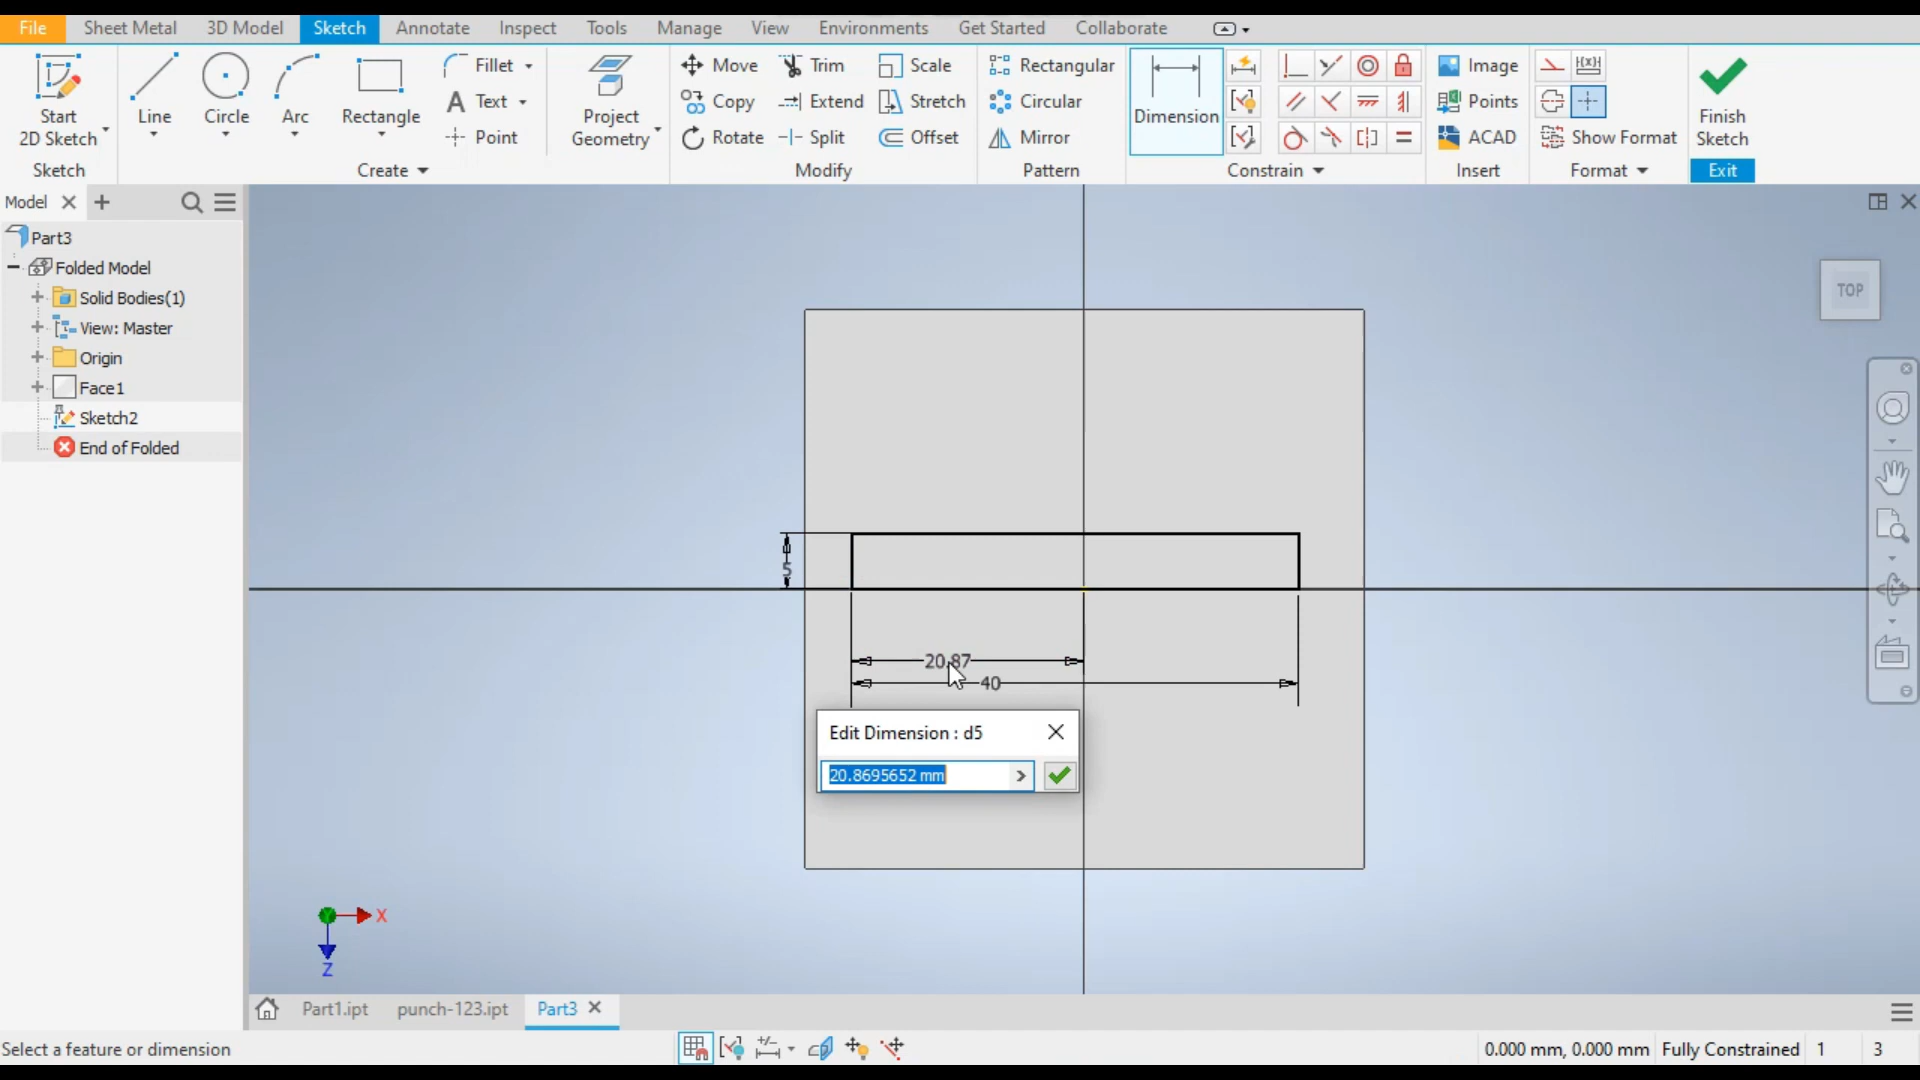 File Sheet Metal 3D Model Sketch Annotate Inspect Tools Manage View Environments Get Started Collaborate
Start
2D Sketch
Line
Circle
Arc
Rectangle
Fillet
Text
Point
Project
Geometry
Move Trim Scale
Copy Extend Stretch
Rotate Split Offset
Rectangular
Circular
Mirror
Dimension
Image
Points
ACAD
Show Format
Finish
Sketch
Sketch Create Modify Pattern Constrain Insert Format Exit
Model
Part3
Folded Model
Solid Bodies(1)
View: Master
Origin
Face1
Sketch2
End of Folded
TOP
5
20.87
40
Edit Dimension : d5
20.8695652 mm
X
Z
Part1.ipt punch-123.ipt Part3
Select a feature or dimension 0.000 mm, 0.000 mm Fully Constrained 1 3